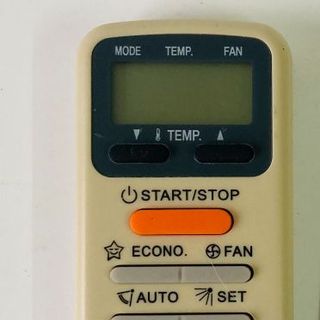 MODE TEMP. FAN
TEMP.
START/STOP
ECONO. FAN
AUTO SET